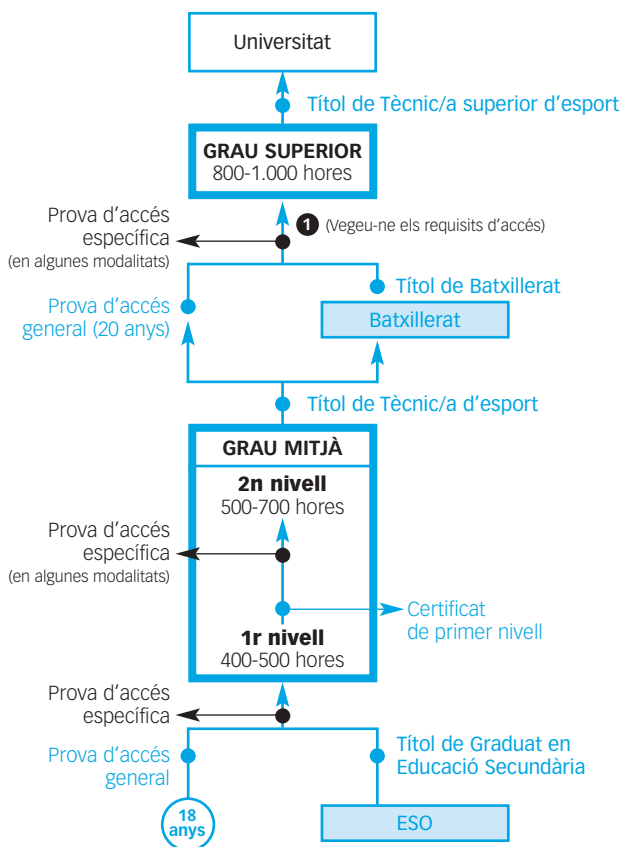 Universitat
Títol de Tècnic/a superior d'esport
GRAU SUPERIOR
800-1.000 hores
Prova d'accés
específica
(en algunes modalitats)
1 (Vegeu-ne els requisits d'accés)
Prova d'accés
general (20 anys)
Títol de Batxillerat
Batxillerat
Títol de Tècnic/a d'esport
GRAU MITJÀ
2n nivell
500-700 hores
Prova d'accés
específica
(en algunes modalitats)
Certificat
de primer nivell
1r nivell
400-500 hores
Prova d'accés
específica
Prova d'accés
general
Títol de Graduat en
Educació Secundària
18
anys
ESO